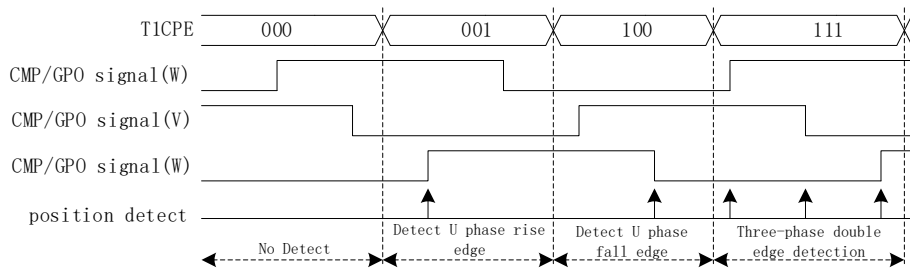 T1CPE 000 001 100 111
CMP/GPO signal(W)
CMP/GPO signal(V)
CMP/GPO signal(W)
position detect
No Detect
Detect U phase rise
edge
Detect U phase
fall edge
Three-phase double
edge detection